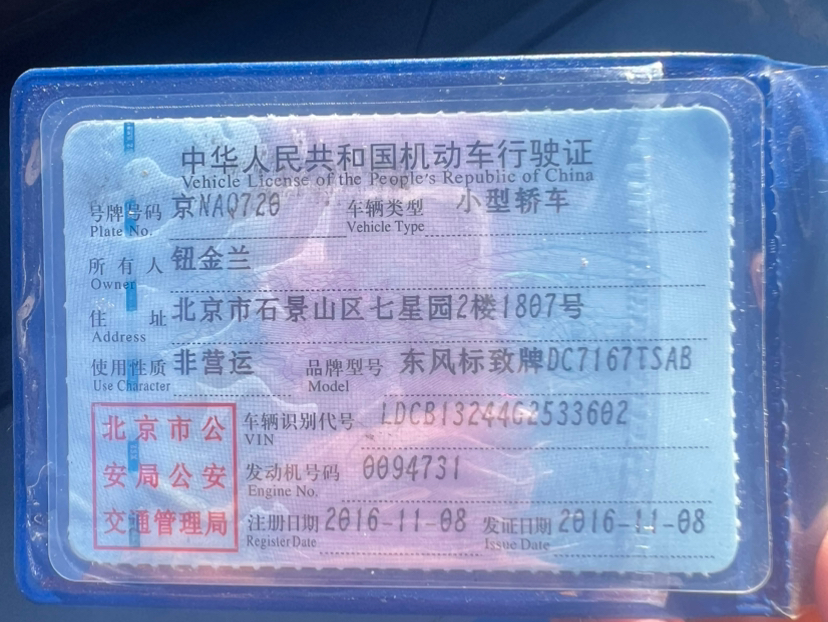 中华人民共和国机动车行驶证
Vehicle License of the People's Republic of China
号牌号码 京NAQ726 车辆类型 小型轿车
Plate No. Vehicle Type
所有人 钮金兰
Owner
住址 北京市石景山区七星园2楼1807号
Address
使用性质 非营运 品牌型号 东风标致牌DC7167TSAB
Use Character Model
北京市公安局公安交通管理局
车辆识别代号 LDCB13244G2533602
VIN
发动机号码 0094731
Engine No.
注册日期 2016-11-08 发证日期 2016-11-08
Register Date Issue Date